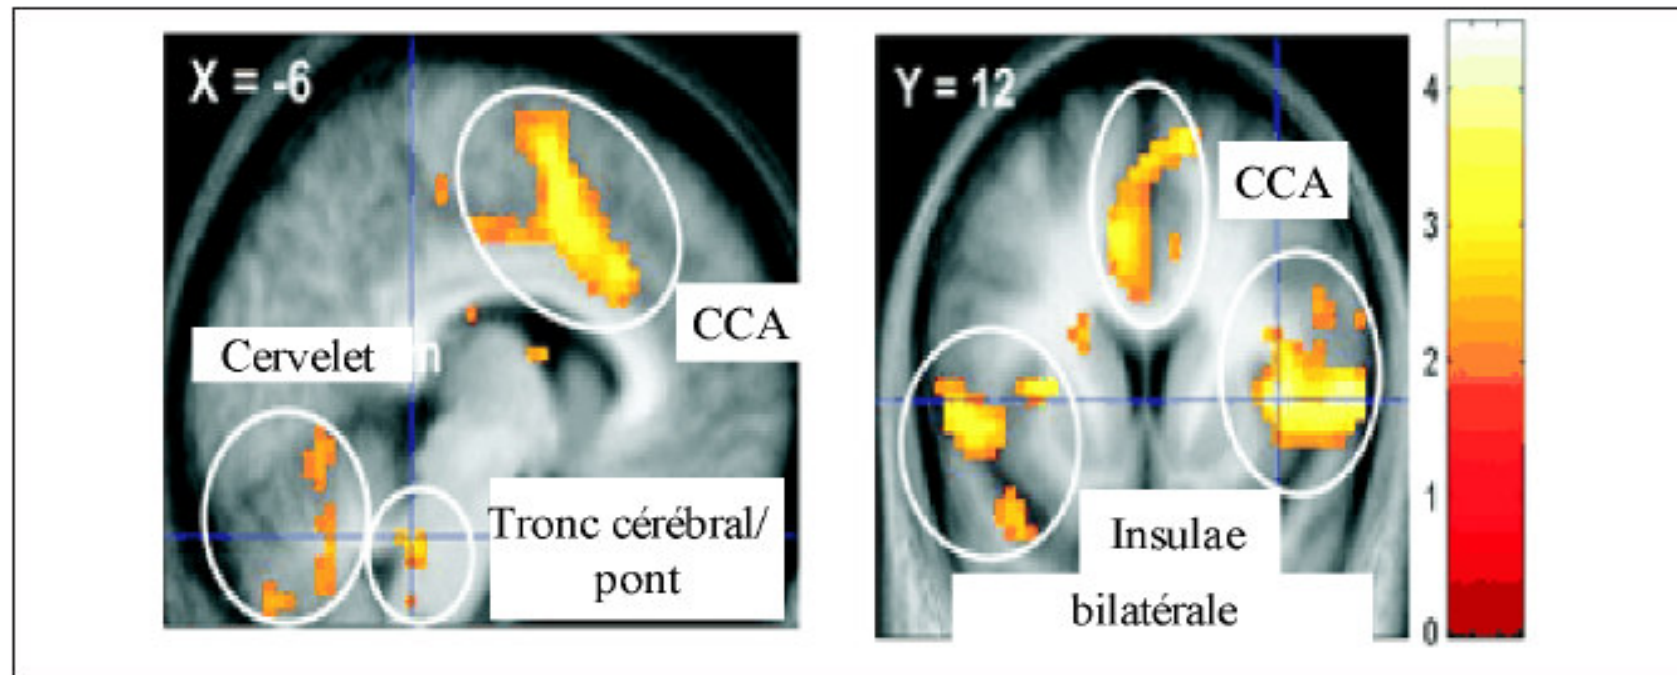 X = -6
CCA
Cervelet
Tronc cérébral/
pont
Y = 12
CCA
Insulae
bilatérale
4
3
2
1
0